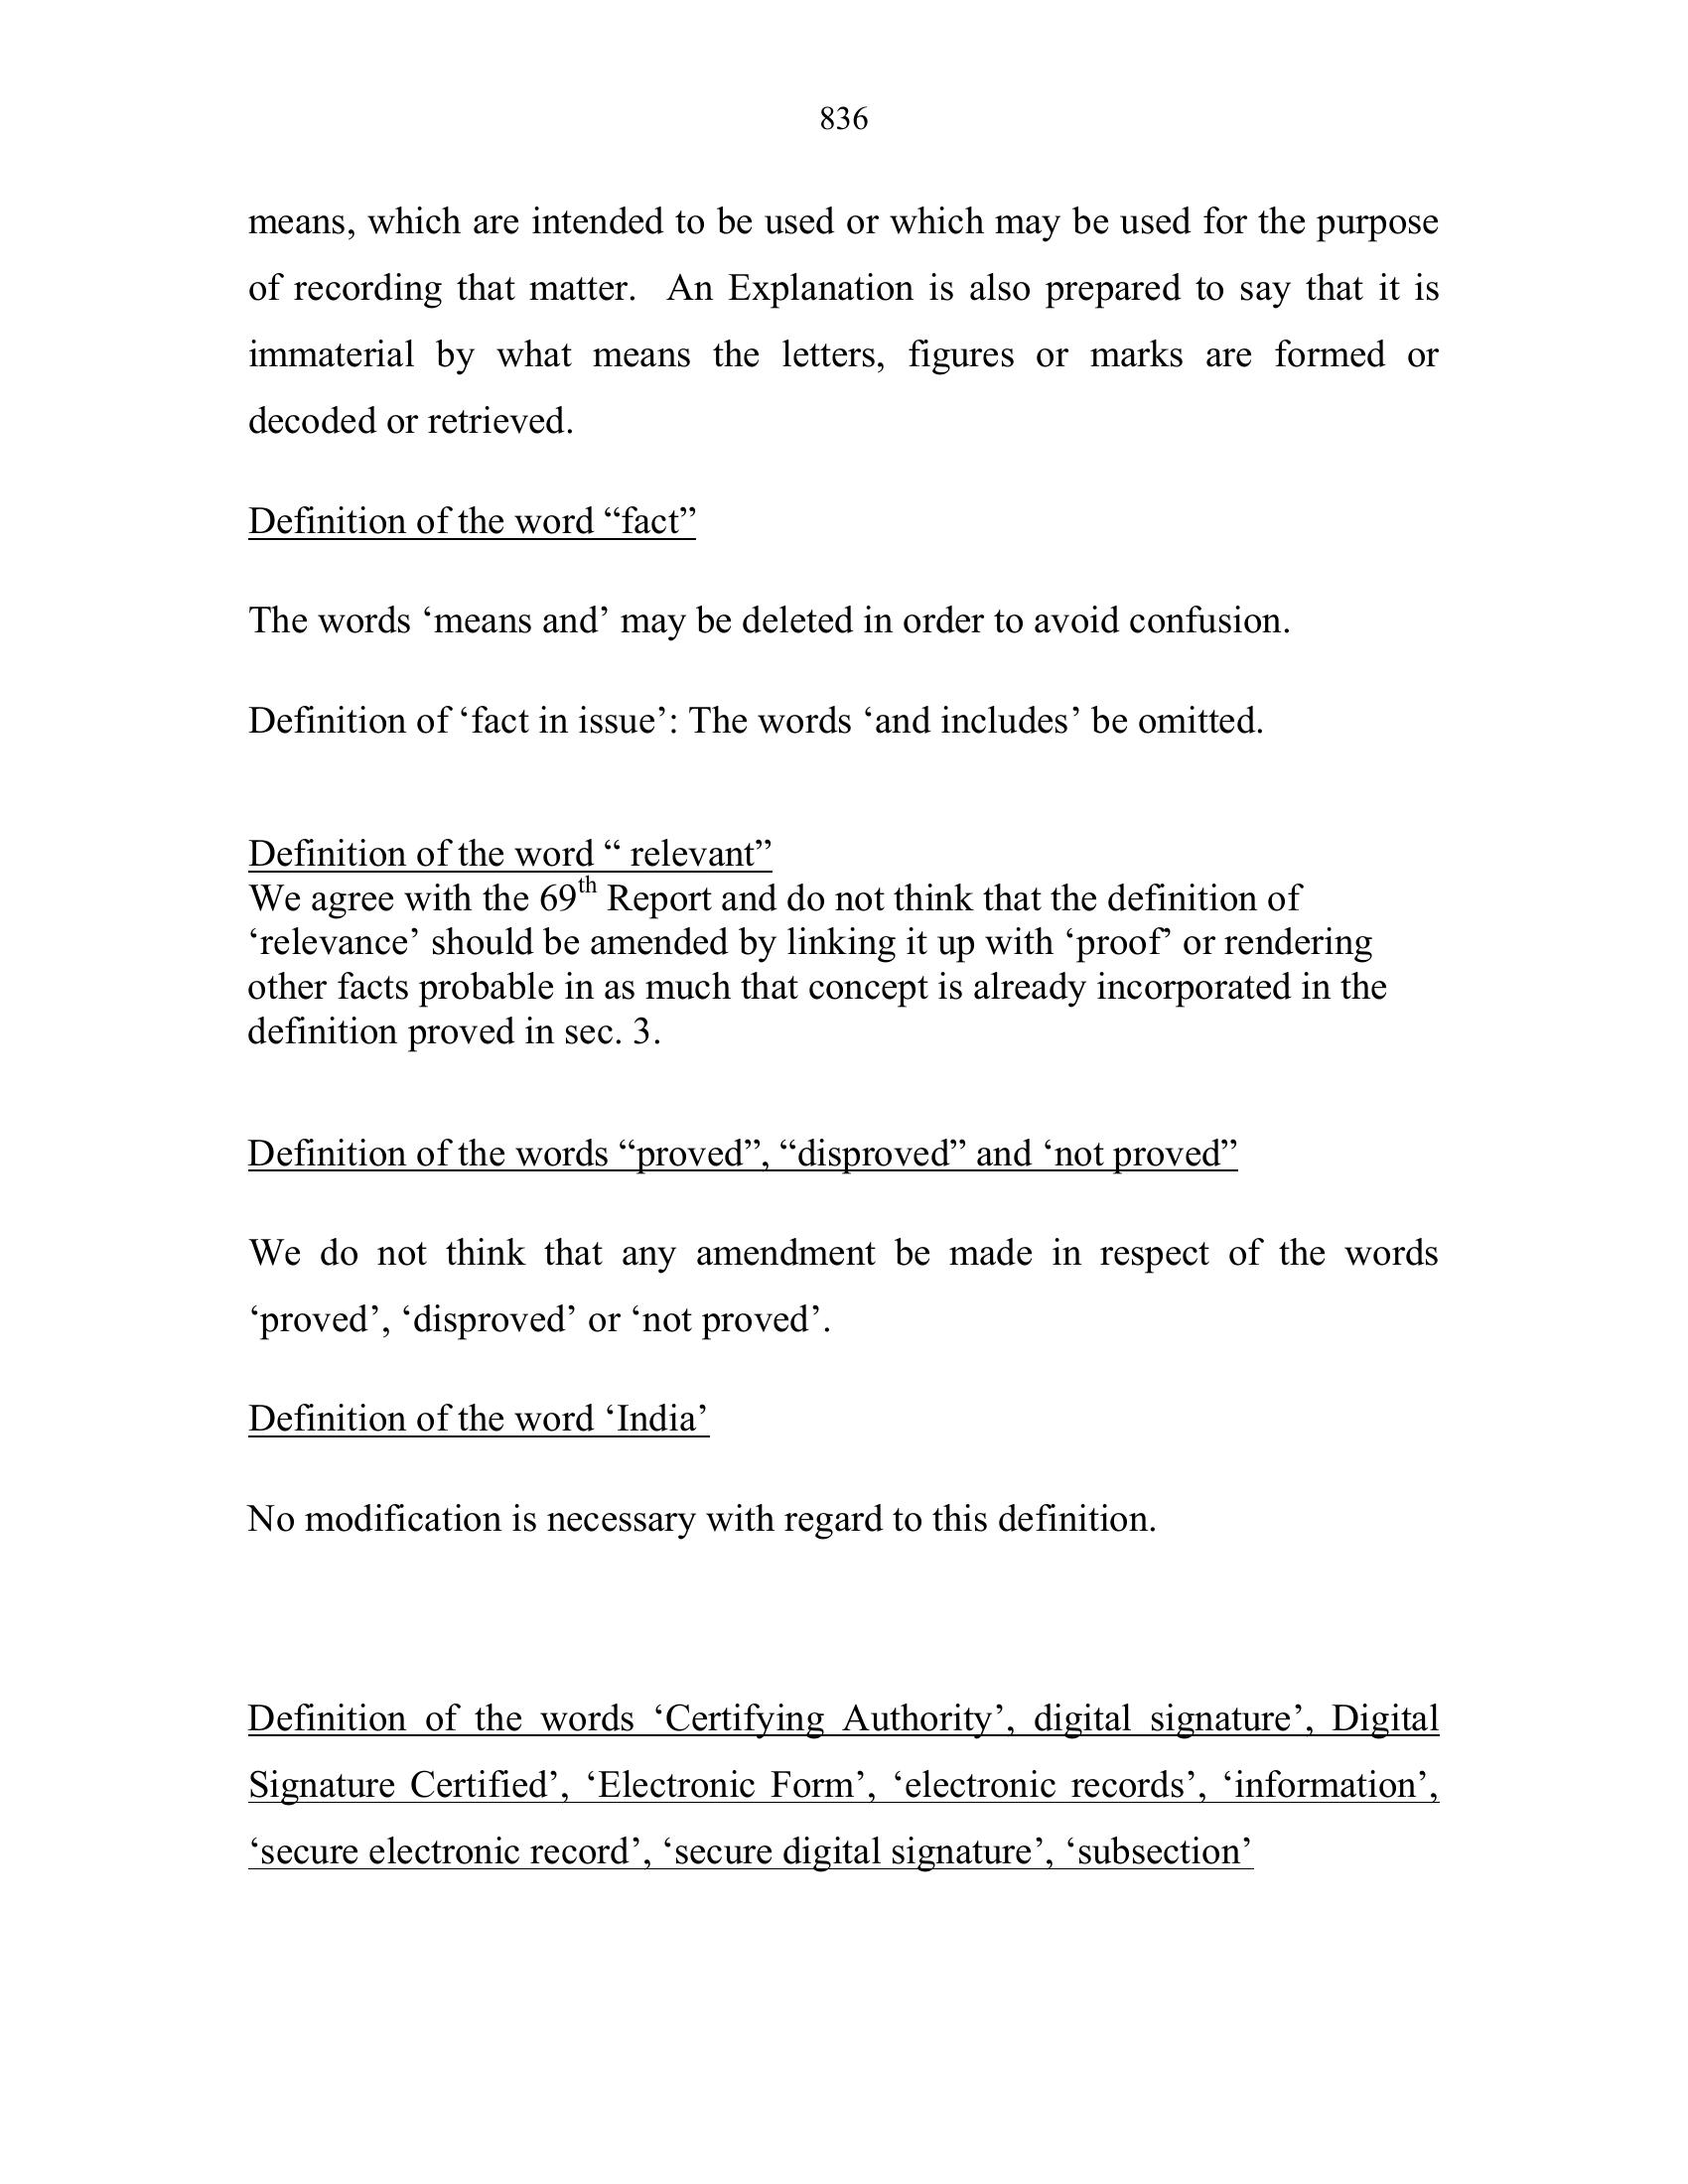 836
means, which are intended to be used or which may be used for the purpose
of recording that matter.  An Explanation is also prepared to say that it is
immaterial by what means the letters, figures or marks are formed or
decoded or retrieved.
Definition of the word “fact”
The words ‘means and’ may be deleted in order to avoid confusion.
Definition of ‘fact in issue’: The words ‘and includes’ be omitted.
Definition of the word “ relevant”
We agree with the 69th Report and do not think that the definition of
‘relevance’ should be amended by linking it up with ‘proof’ or rendering
other facts probable in as much that concept is already incorporated in the
definition proved in sec. 3.
Definition of the words “proved”, “disproved” and ‘not proved”
We do not think that any amendment be made in respect of the words
‘proved’, ‘disproved’ or ‘not proved’.
Definition of the word ‘India’
No modification is necessary with regard to this definition.
Definition of the words ‘Certifying Authority’, digital signature’, Digital
Signature Certified’, ‘Electronic Form’, ‘electronic records’, ‘information’,
‘secure electronic record’, ‘secure digital signature’, ‘subsection’